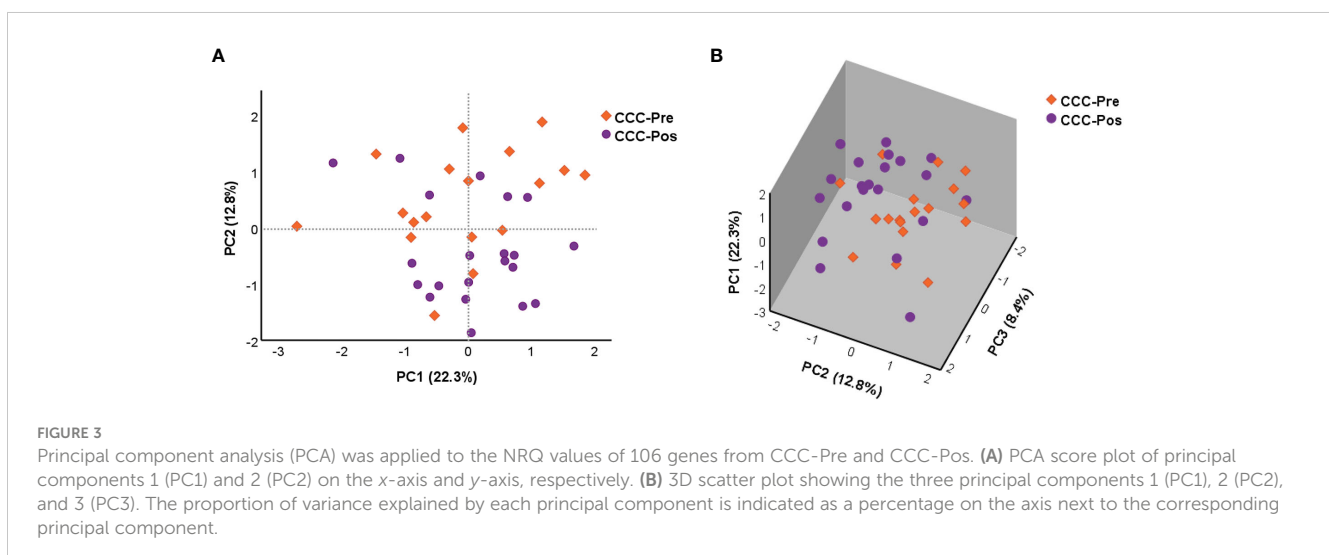 A
2
1
0
-1
-2
PC2 (12.8%)
-3
-2
-1
0
1
2
PC1 (22.3%)
CCC-Pre
CCC-Pos
B
CCC-Pre
CCC-Pos
2
1
0
-1
-2
-3
PC1 (22.3%)
-2
-1
0
1
2
PC2 (12.8%)
-2
-1
0
1
2
PC3 (8.4%)
FIGURE 3
Principal component analysis (PCA) was applied to the NRQ values of 106 genes from CCC-Pre and CCC-Pos. (A) PCA score plot of principal
components 1 (PC1) and 2 (PC2) on the x-axis and y-axis, respectively. (B) 3D scatter plot showing the three principal components 1 (PC1), 2 (PC2),
and 3 (PC3). The proportion of variance explained by each principal component is indicated as a percentage on the axis next to the corresponding
principal component.